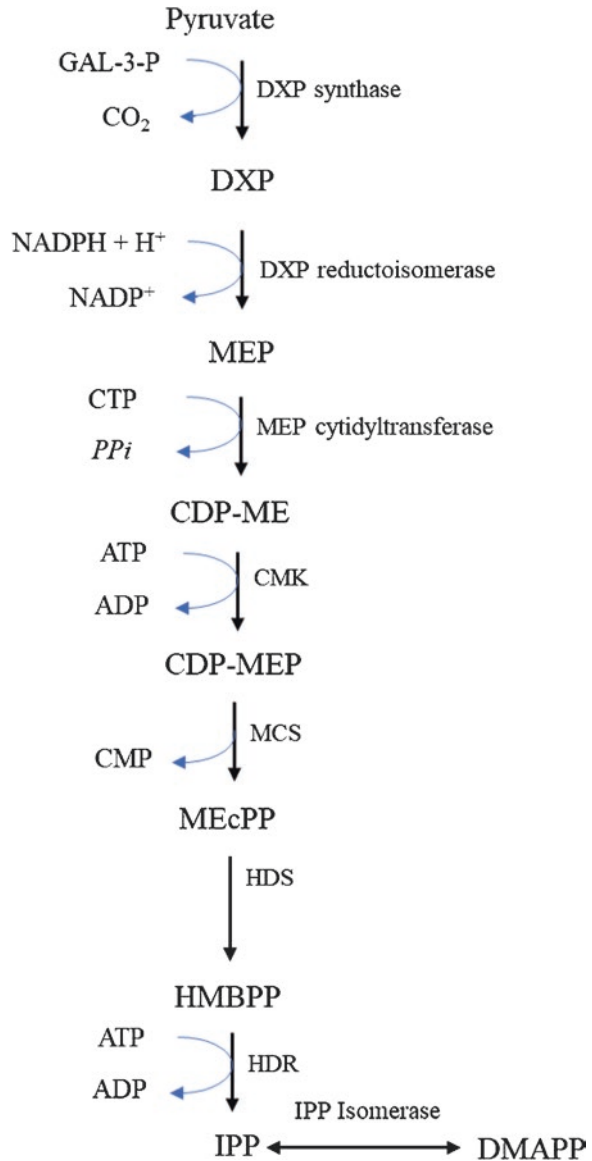 Pyruvate
GAL-3-P
DXP synthase
CO₂
DXP
NADPH + H⁺
DXP reductoisomerase
NADP⁺
MEP
CTP
MEP cytidyltransferase
PPi
CDP-ME
ATP
CMK
ADP
CDP-MEP
MCS
CMP
MEcPP
HDS
HMBPP
ATP
HDR
ADP
IPP Isomerase
IPP DMAPP